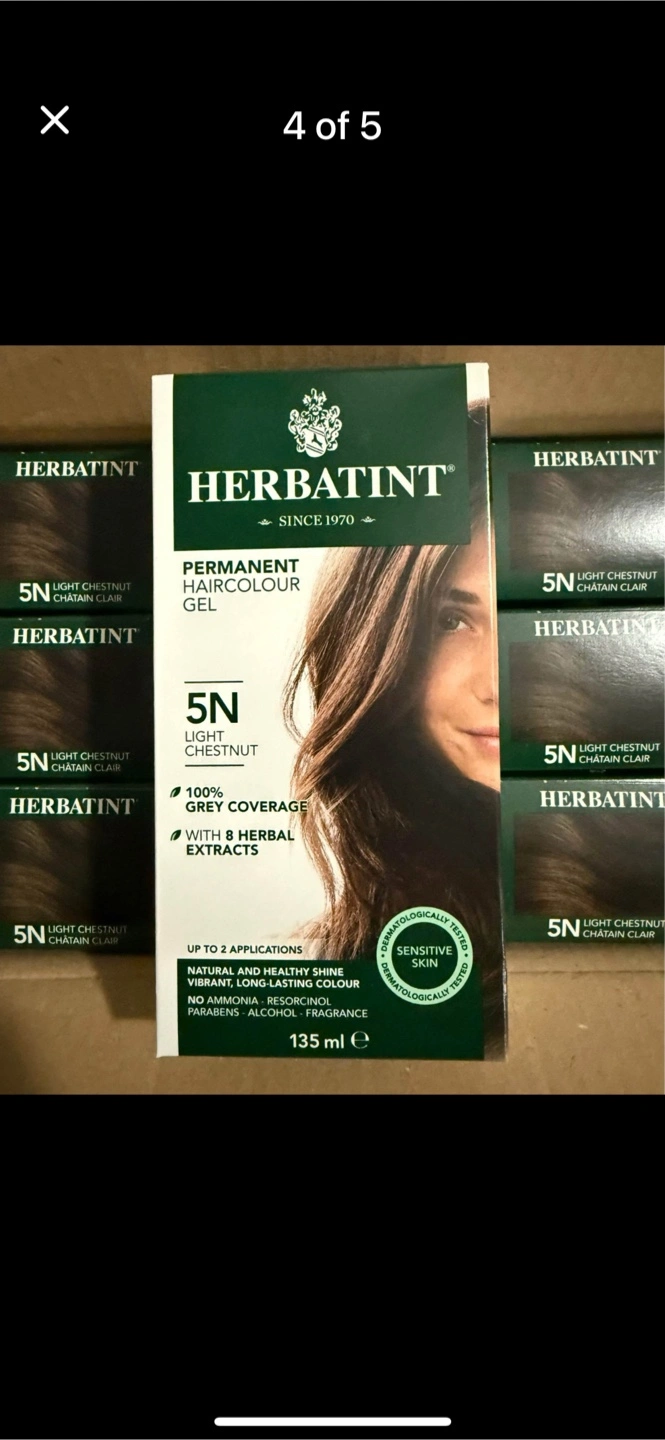 4 of 5
HERBATINT®
SINCE 1970
PERMANENT
HAIRCOLOUR
GEL
5N
LIGHT
CHESTNUT
100%
GREY COVERAGE
WITH 8 HERBAL
EXTRACTS
UP TO 2 APPLICATIONS
NATURAL AND HEALTHY SHINE
VIBRANT, LONG-LASTING COLOUR
NO AMMONIA - RESORCINOL
PARABENS - ALCOHOL - FRAGRANCE
135 ml ℮
DERMATOLOGICALLY TESTED
SENSITIVE
SKIN
DERMATOLOGICALLY TESTED
HERBATINT
5N LIGHT CHESTNUT
CHÂTAIN CLAIR
HERBATINT
5N LIGHT CHESTNUT
CHÂTAIN CLAIR
HERBATINT
5N LIGHT CHESTNUT
CHÂTAIN CLAIR
HERBATINT
5N LIGHT CHESTNUT
CHÂTAIN CLAIR
HERBATINT
5N LIGHT CHESTNUT
CHÂTAIN CLAIR
HERBATINT
5N LIGHT CHESTNUT
CHÂTAIN CLAIR